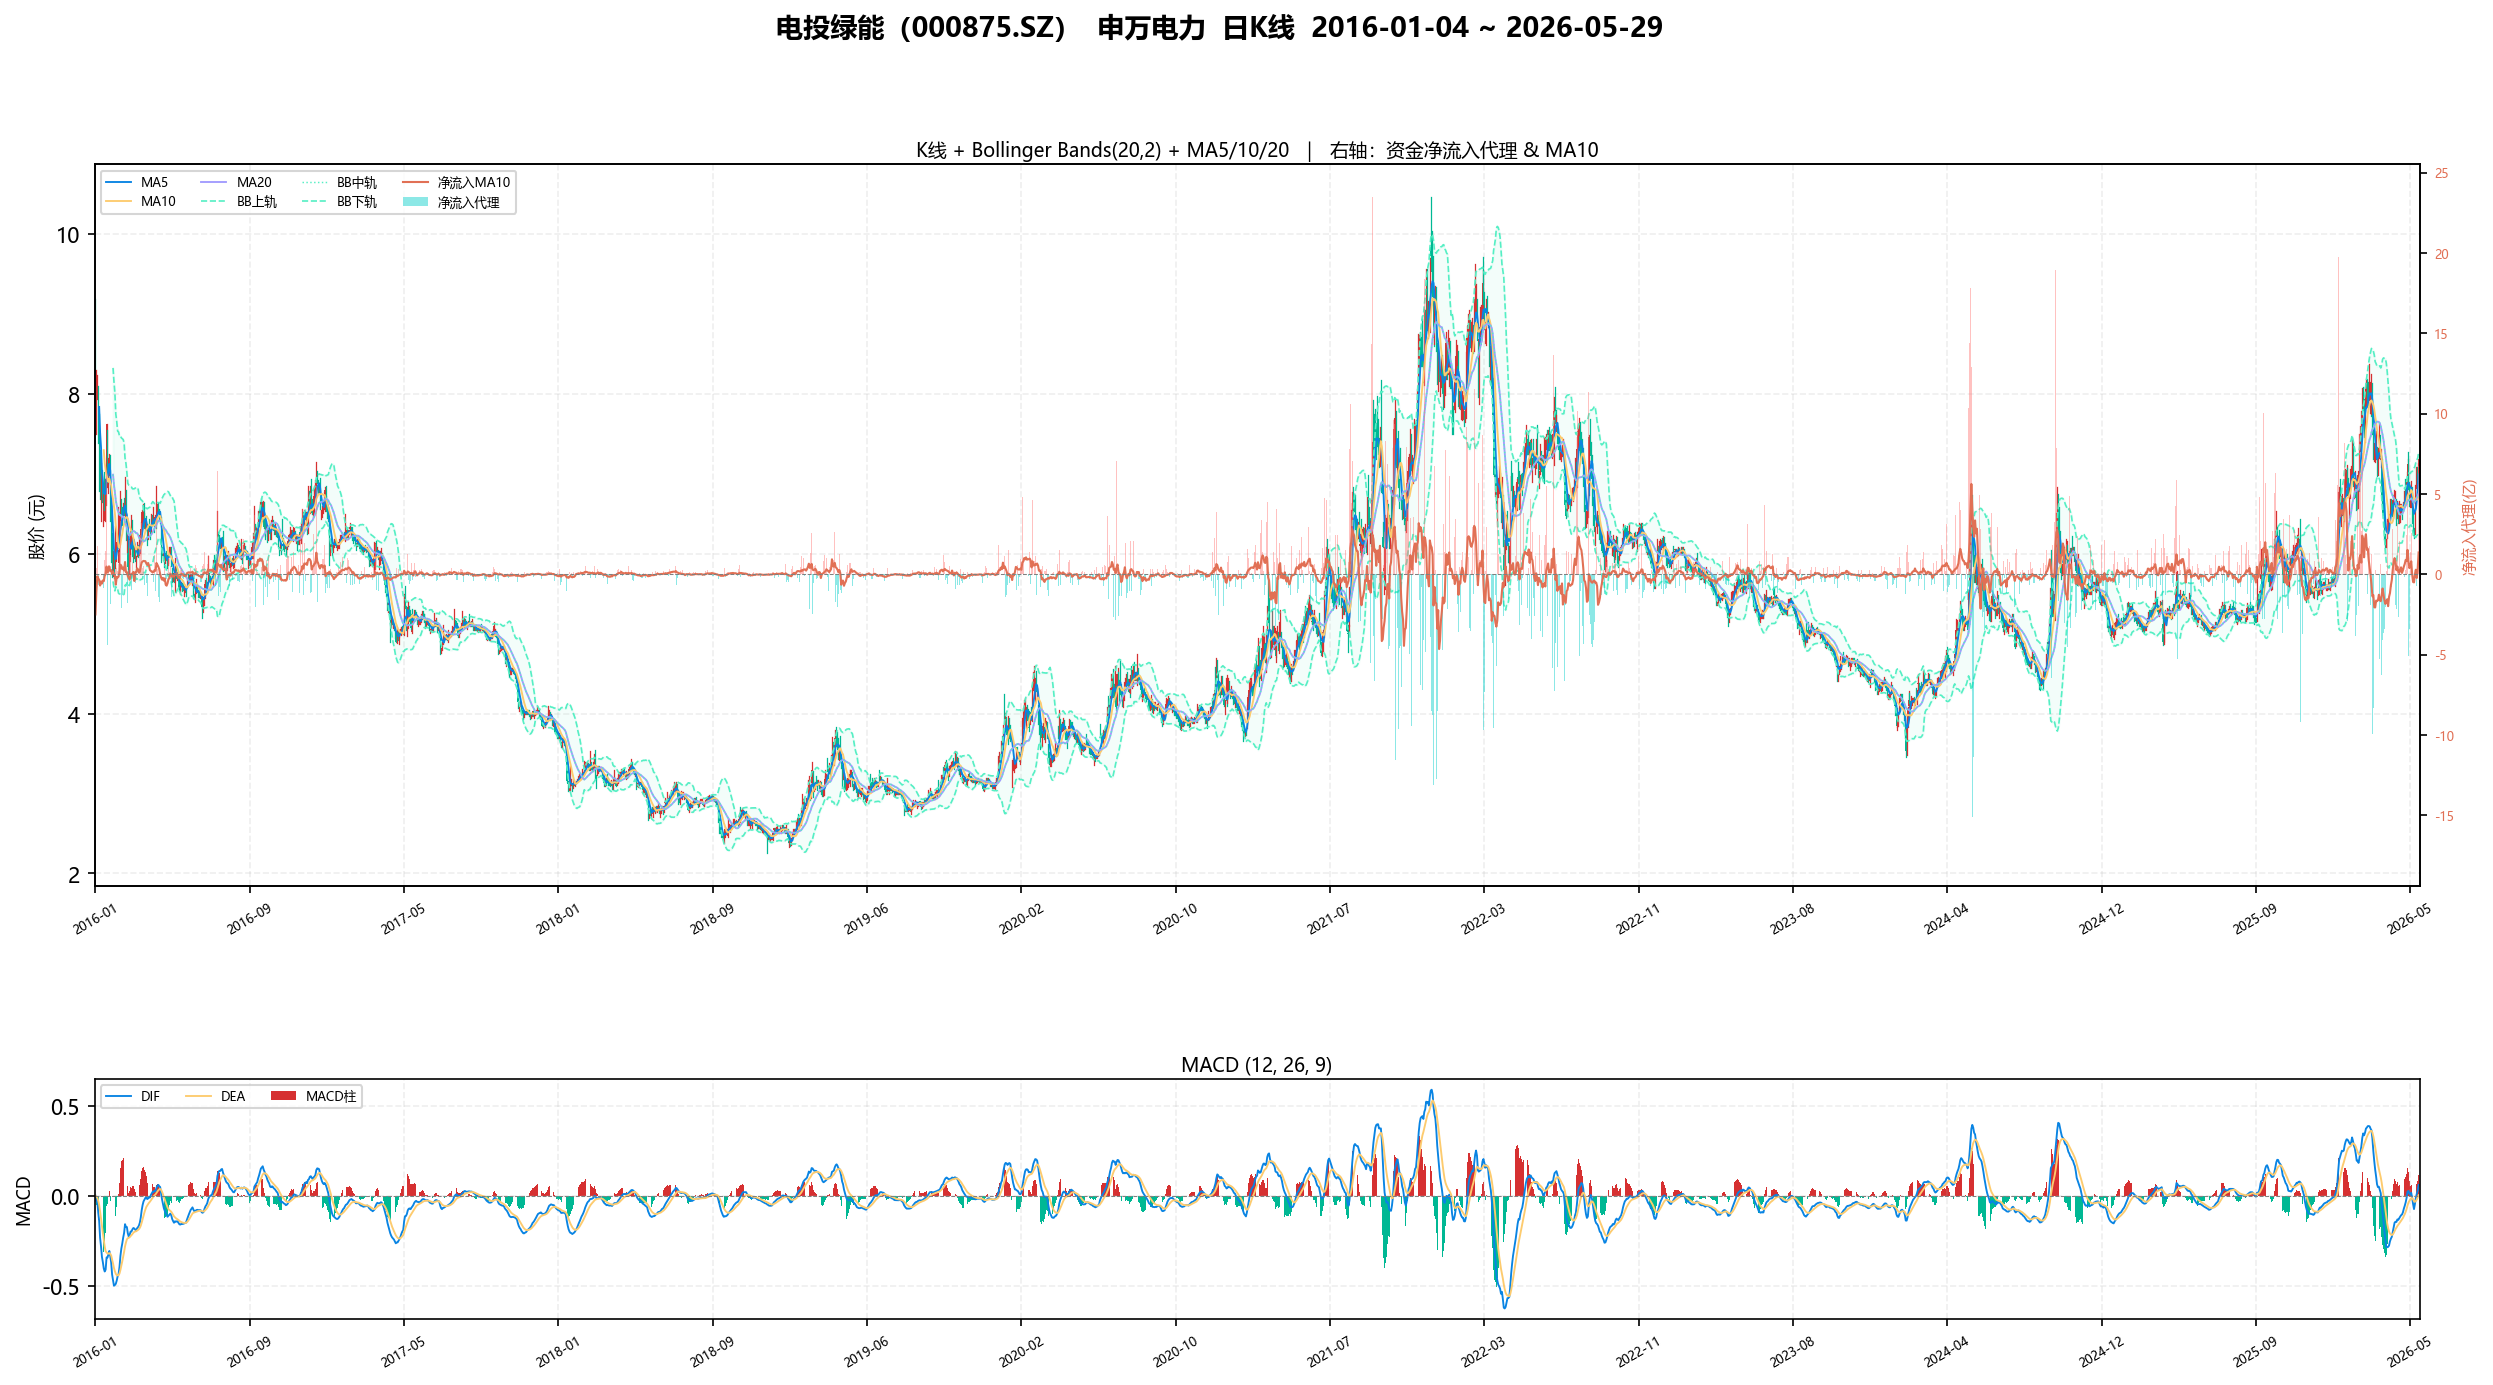 电投绿能（000875.SZ） 申万电力 日K线 2016-01-04 ~ 2026-05-29
K线 + Bollinger Bands(20,2) + MA5/10/20 | 右轴：资金净流入代理 & MA10
MA5 MA20 BB中轨 净流入MA10
MA10 BB上轨 BB下轨 净流入代理
股价 (元)
10
8
6
4
2
25
20
15
10
5
0
-5
-10
-15
净流入代理(亿)
2016-01 2016-09 2017-05 2018-01 2018-09 2019-06 2020-02 2020-10 2021-07 2022-03 2022-11 2023-08 2024-04 2024-12 2025-09 2026-05
MACD (12, 26, 9)
DIF DEA MACD柱
MACD
0.5
0.0
-0.5
2016-01 2016-09 2017-05 2018-01 2018-09 2019-06 2020-02 2020-10 2021-07 2022-03 2022-11 2023-08 2024-04 2024-12 2025-09 2026-05